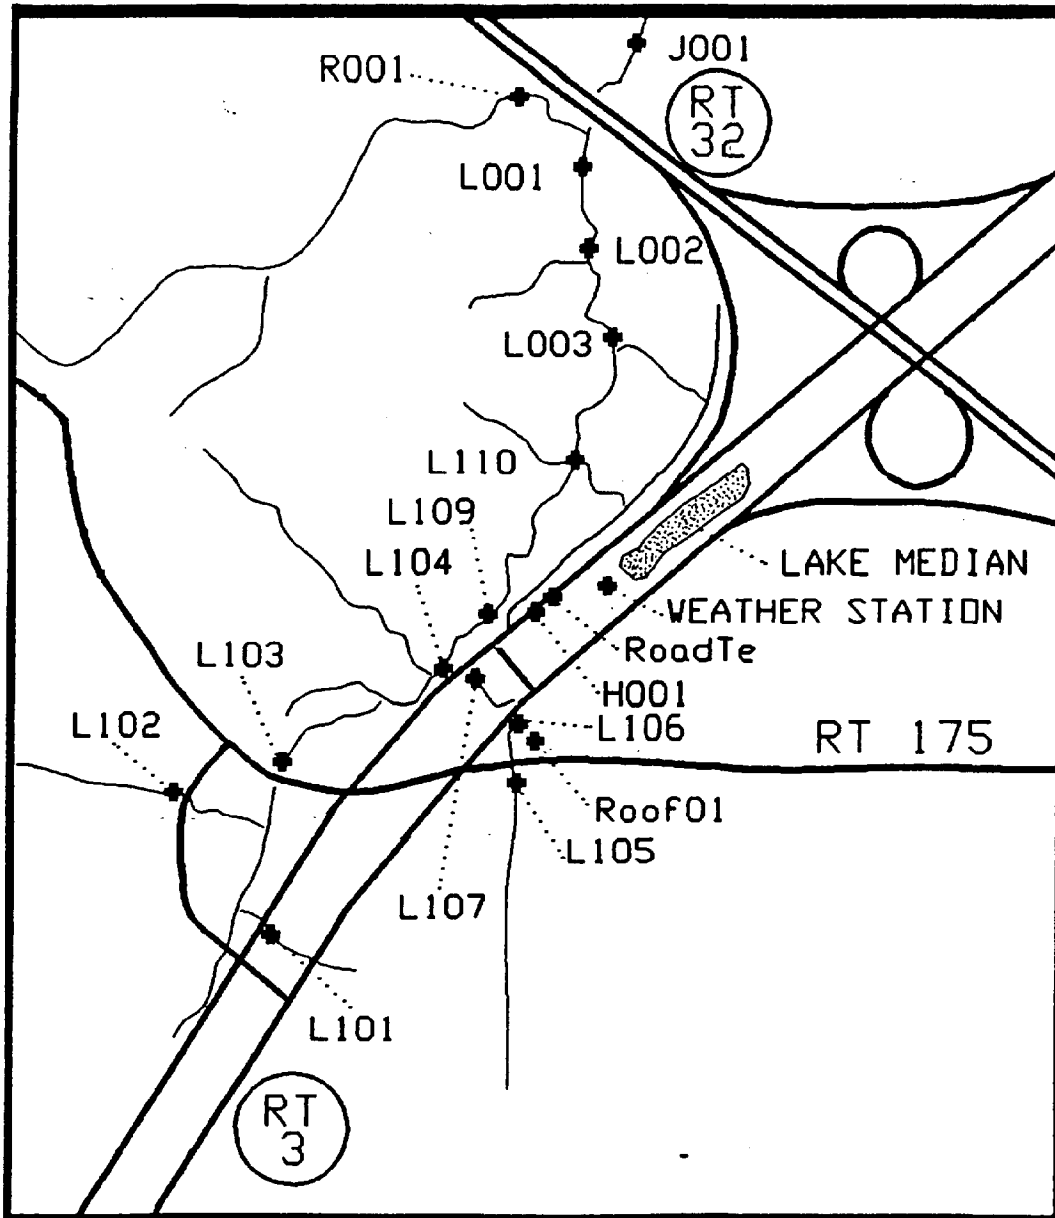 J001
R001
RT
32
L001
L002
L003
L110
L109
L104
LAKE MEDIAN
WEATHER STATION
RoadTe
L103
H001
L106
L102
RT 175
Roof01
L105
L107
L101
RT
3